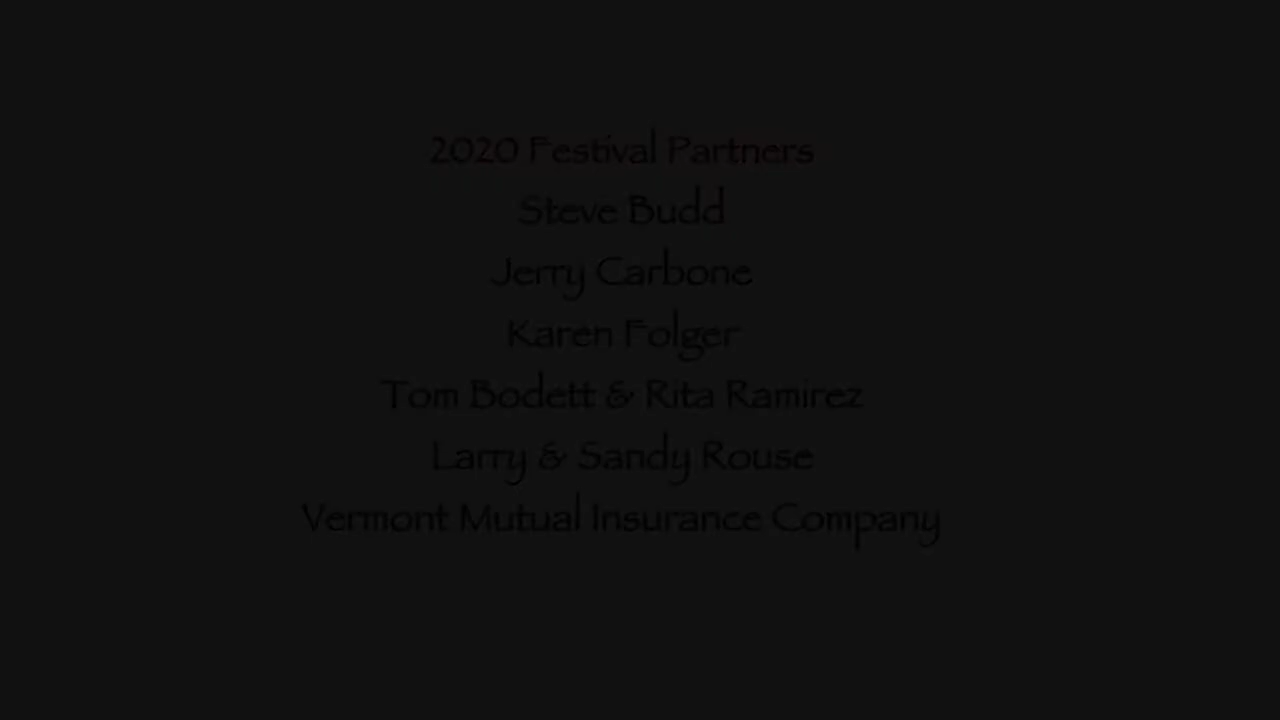 2020 Festival Partners
Steve Budd
Jerry Carbone
Karen Folger
Tom Bodett & Rita Ramirez
Larry & Sandy Rouse
Vermont Mutual Insurance Company